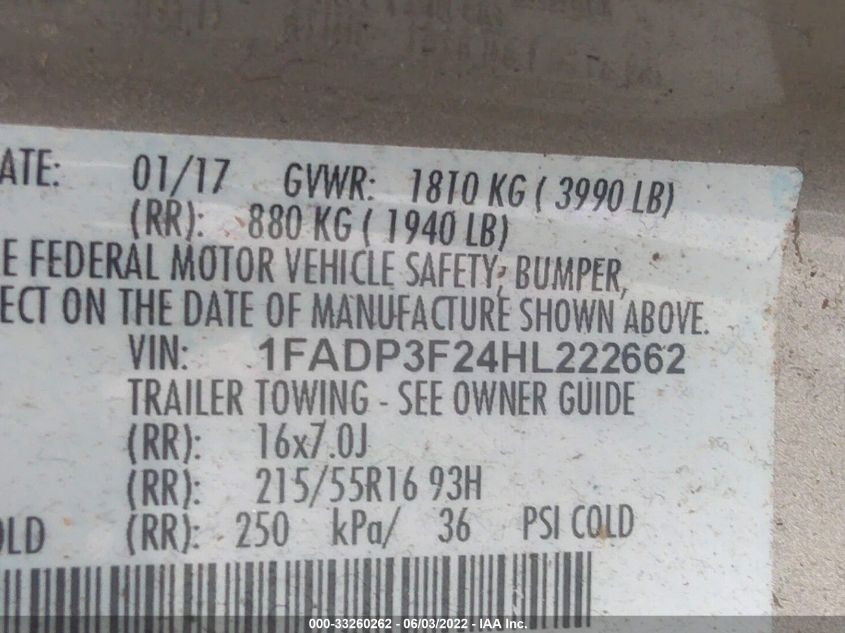 ATE: 01/17 GVWR: 1810 KG ( 3990 LB)
(RR): 880 KG ( 1940 LB)
E FEDERAL MOTOR VEHICLE SAFETY, BUMPER,
ECT ON THE DATE OF MANUFACTURE SHOWN ABOVE.
VIN: 1FADP3F24HL222662
TRAILER TOWING - SEE OWNER GUIDE
(RR): 16x7.0J
(RR): 215/55R16 93H
OLD (RR): 250 kPa/ 36 PSI COLD
000-33260262 - 06/03/2022 - IAA Inc.